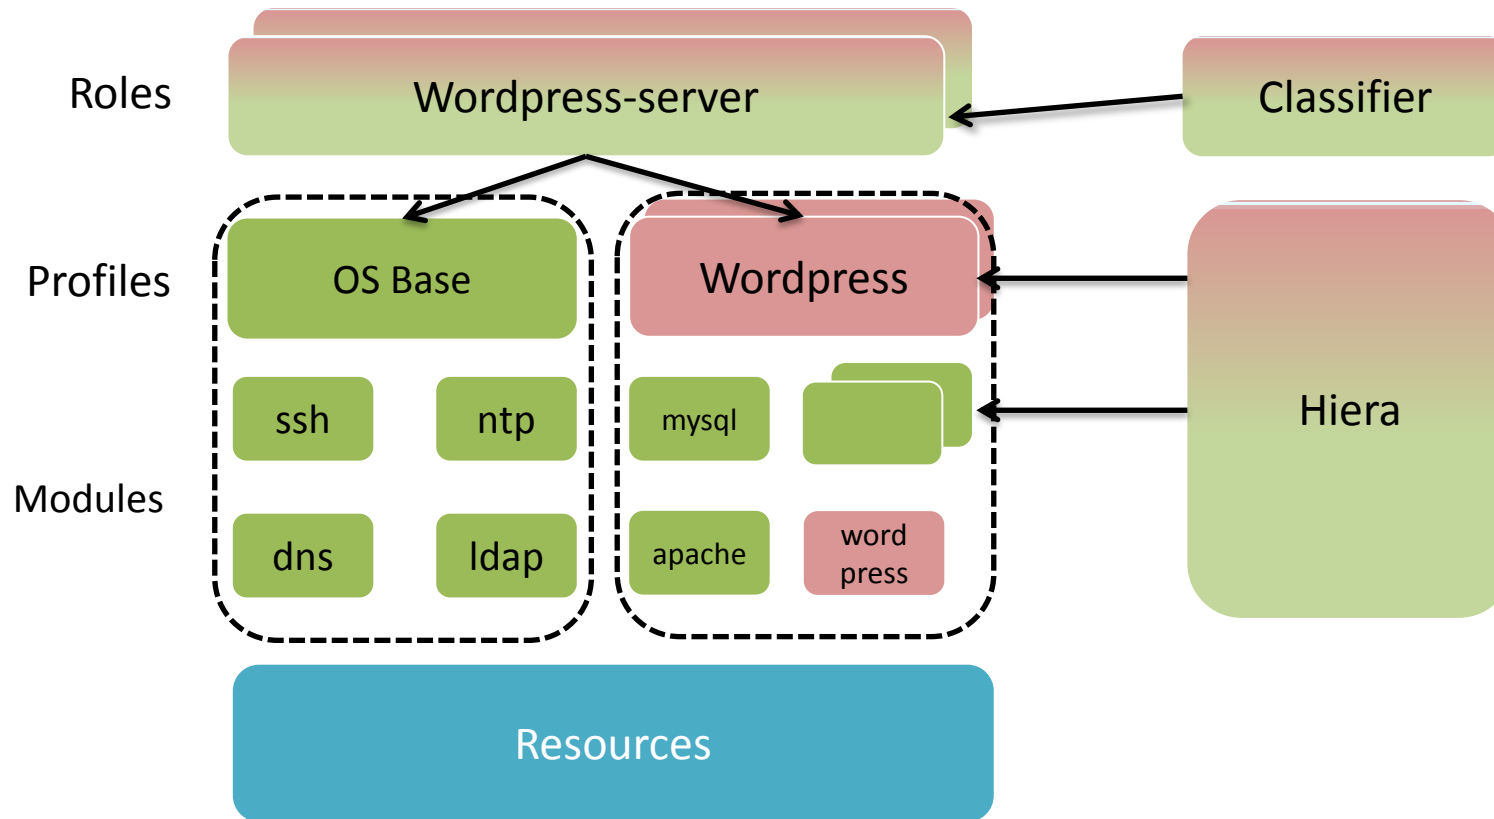 Roles
Wordpress-server
Classifier
Profiles
OS Base
Wordpress
Hiera
Modules
ssh
ntp
mysql
dns
ldap
apache
word
press
Resources